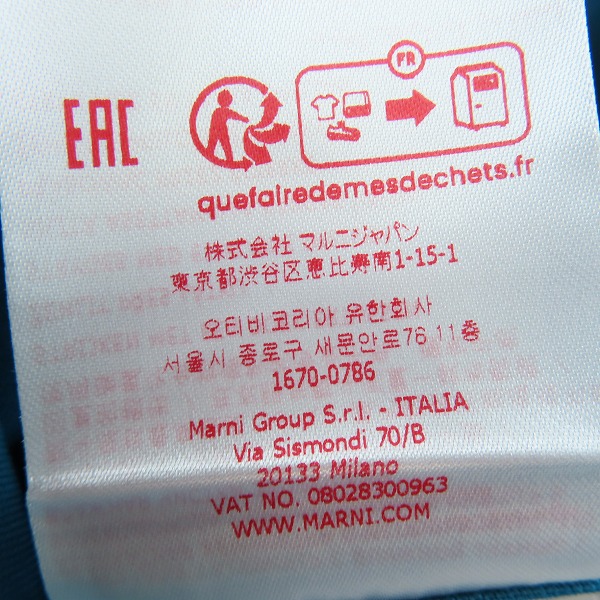 FR
EAC
quefairedemesdechets.fr
株式会社 マルニジャパン
東京都渋谷区恵比寿南1-15-1
오티비코리아 유한회사
서울시 종로구 새문안로76 11층
1670-0786
Marni Group S.r.l. - ITALIA
Via Sismondi 70/B
20133 Milano
VAT NO. 08028300963
WWW.MARNI.COM